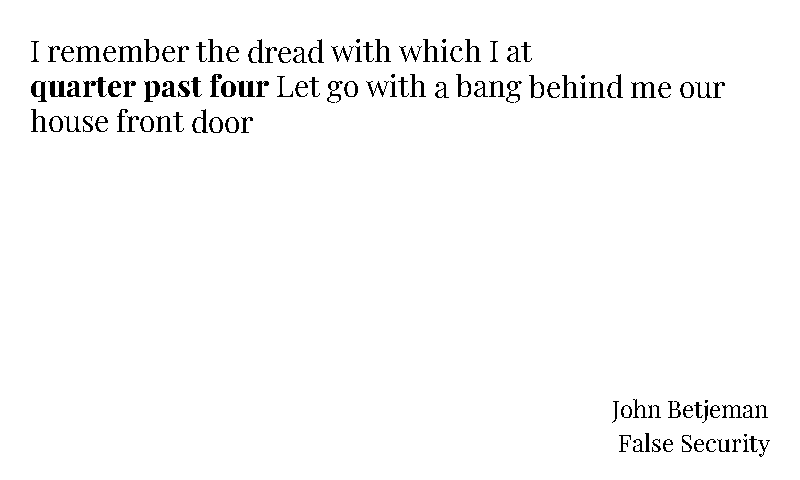 I remember the dread with which I at
quarter past four Let go with a bang behind me our
house front door
John Betjeman
False Security